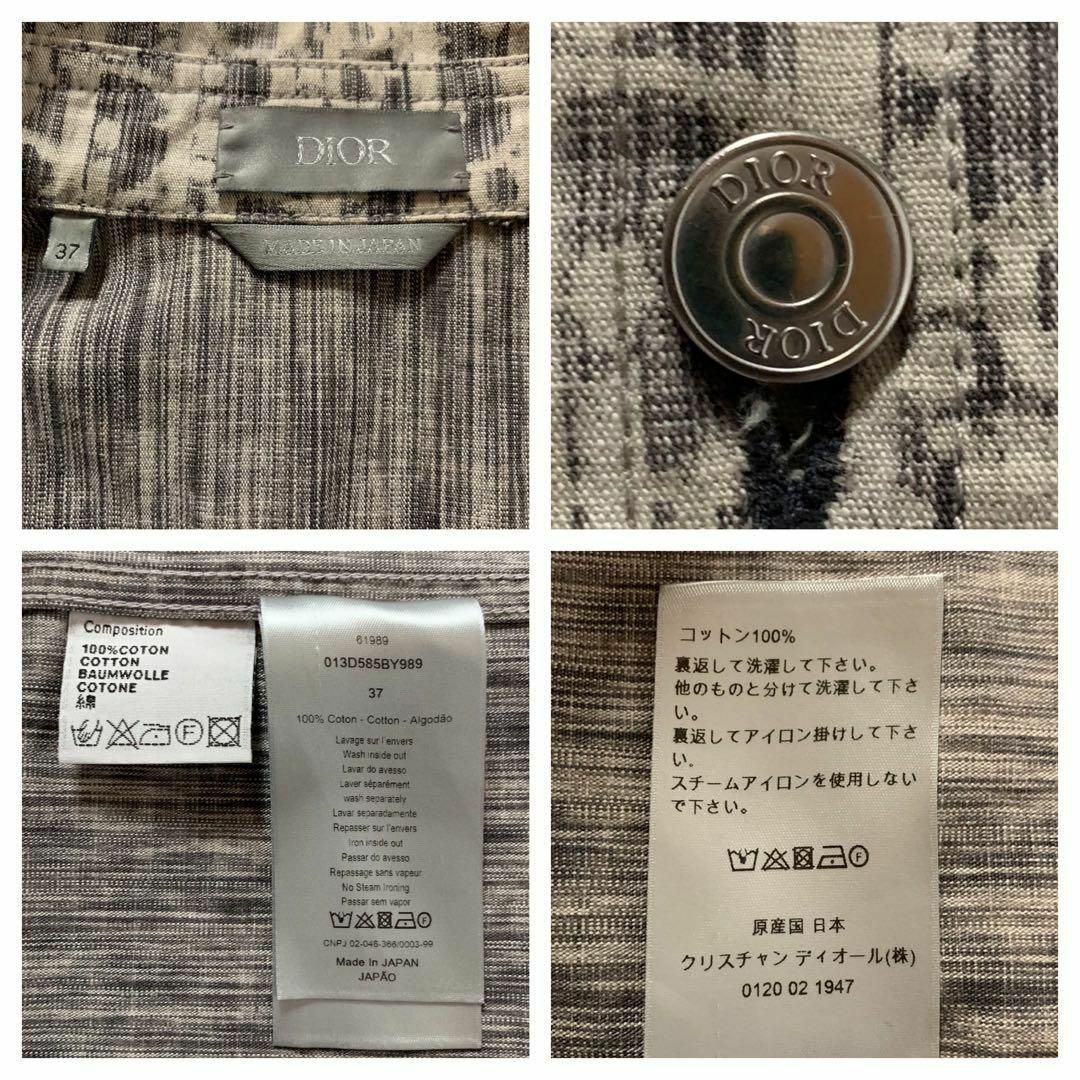 DIOR
37
MADE IN JAPAN
DIOR
DIOR
Composition
100%COTON
COTTON
BAUMWOLLE
COTONE
綿
F
61989
013D585BY989
37
100% Coton - Cotton - Algodão
Lavage sur l'envers
Wash inside out
Lavar do avesso
Laver séparément
wash separately
Lavar separadamente
Repasser sur l'envers
Iron inside out
Passar do avesso
Repassage sans vapeur
No Steam Ironing
Passar sem vapor
F
CNPJ 02-046-366/0003-99
Made In JAPAN
JAPÃO
コットン100%
裏返して洗濯して下さい。
他のものと分けて洗濯して下さ
い。
裏返してアイロン掛けして下さ
い。
スチームアイロンを使用しない
で下さい。
F
原産国 日本
クリスチャン ディオール(株)
0120 02 1947